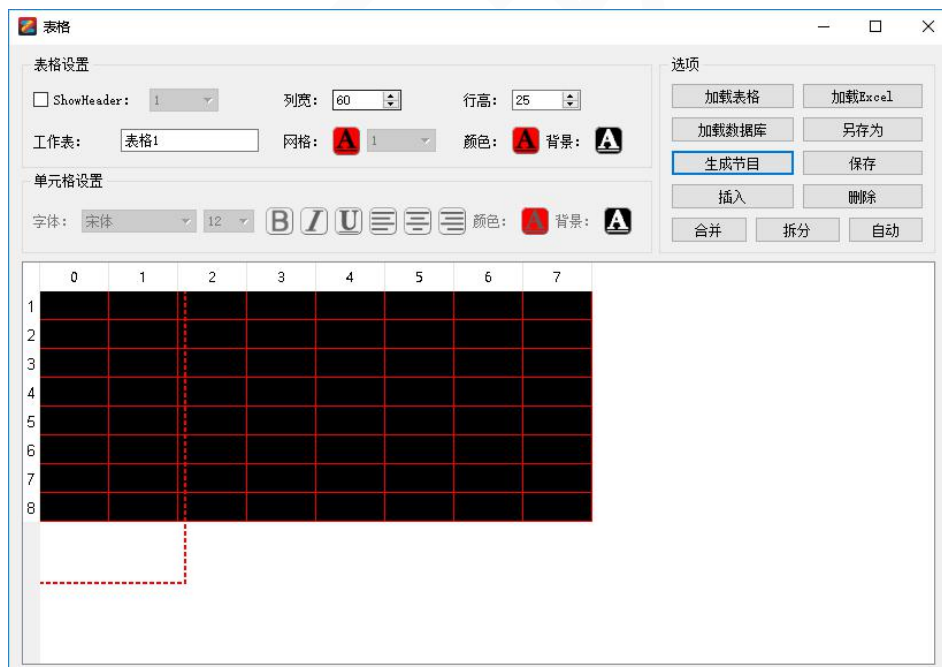 表格
表格设置
ShowHeader: 1 列宽: 60 行高: 25
工作表: 表格1 网格: A 1 颜色: A 背景: A
单元格设置
字体: 宋体 12 B I U 颜色: A 背景: A
选项
加载表格 加载Excel
加载数据库 另存为
生成节目 保存
插入 删除
合并 拆分 自动
0 1 2 3 4 5 6 7
1
2
3
4
5
6
7
8